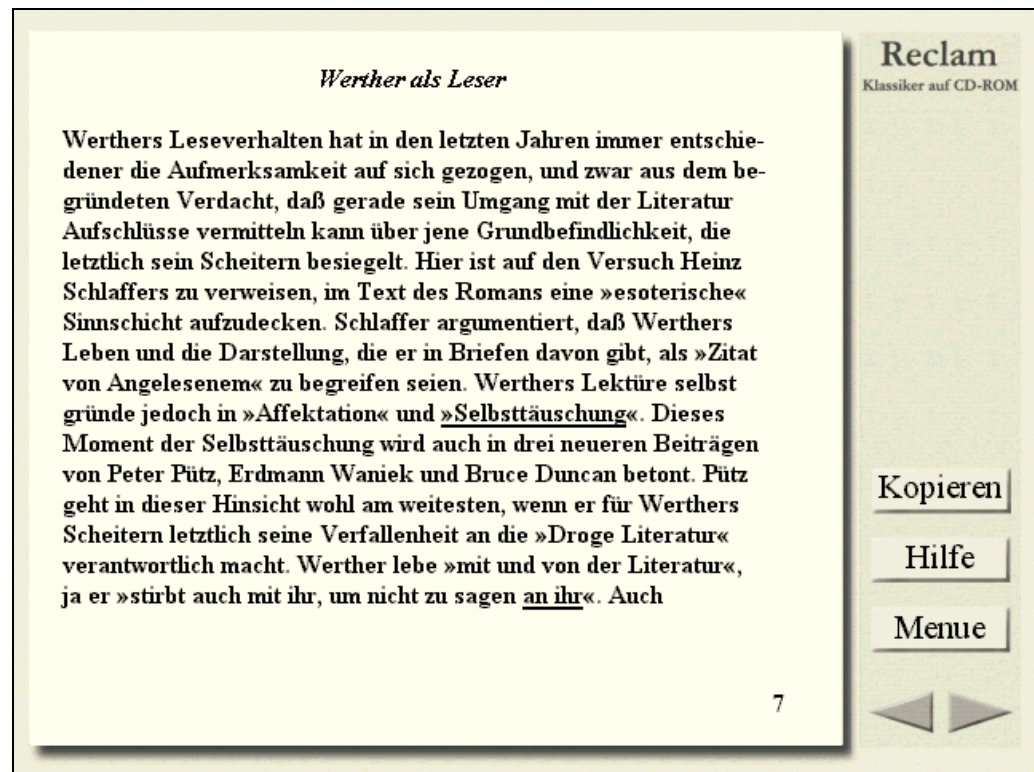 Werther als Leser
Werthers Leseverhalten hat in den letzten Jahren immer entschie-
dener die Aufmerksamkeit auf sich gezogen, und zwar aus dem be-
gründeten Verdacht, daß gerade sein Umgang mit der Literatur
Aufschlüsse vermitteln kann über jene Grundbefindlichkeit, die
letztlich sein Scheitern besiegelt. Hier ist auf den Versuch Heinz
Schlaffers zu verweisen, im Text des Romans eine »esoterische«
Sinnschicht aufzudecken. Schlaffer argumentiert, daß Werthers
Leben und die Darstellung, die er in Briefen davon gibt, als »Zitat
von Angelesenem« zu begreifen seien. Werthers Lektüre selbst
gründe jedoch in »Affektation« und »Selbsttäuschung«. Dieses
Moment der Selbsttäuschung wird auch in drei neueren Beiträgen
von Peter Pütz, Erdmann Waniek und Bruce Duncan betont. Pütz
geht in dieser Hinsicht wohl am weitesten, wenn er für Werthers
Scheitern letztlich seine Verfallenheit an die »Droge Literatur«
verantwortlich macht. Werther lebe »mit und von der Literatur«,
ja er »stirbt auch mit ihr, um nicht zu sagen an ihr«. Auch
7
Reclam
Klassiker auf CD-ROM
Kopieren
Hilfe
Menue